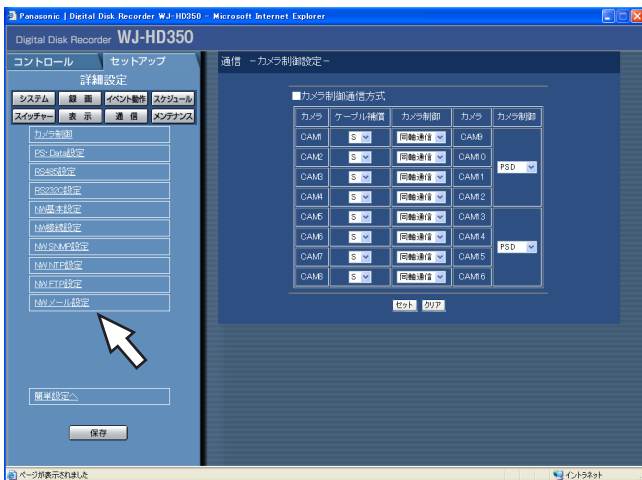 Panasonic | Digital Disk Recorder WJ-HD350 - Microsoft Internet Explorer
Digital Disk Recorder WJ-HD350
コントロール セットアップ
詳細設定
システム 録 画 イベント動作 スケジュール
スイッチャー 表 示 通 信 メンテナンス
カメラ制御
PS・Data設定
RS485設定
RS232C設定
NW基本設定
NW接続設定
NW SNMP設定
NW NTP設定
NW FTP設定
NW メール設定
簡単設定へ
保存
通信 －カメラ制御設定－
■カメラ制御通信方式
カメラ ケーブル補償 カメラ制御 カメラ カメラ制御
CAM1 S 同軸通信 CAM9 PSD
CAM2 S 同軸通信 CAM10
CAM3 S 同軸通信 CAM11
CAM4 S 同軸通信 CAM12
CAM5 S 同軸通信 CAM13 PSD
CAM6 S 同軸通信 CAM14
CAM7 S 同軸通信 CAM15
CAM8 S 同軸通信 CAM16
セット クリア
ページが表示されました イントラネット